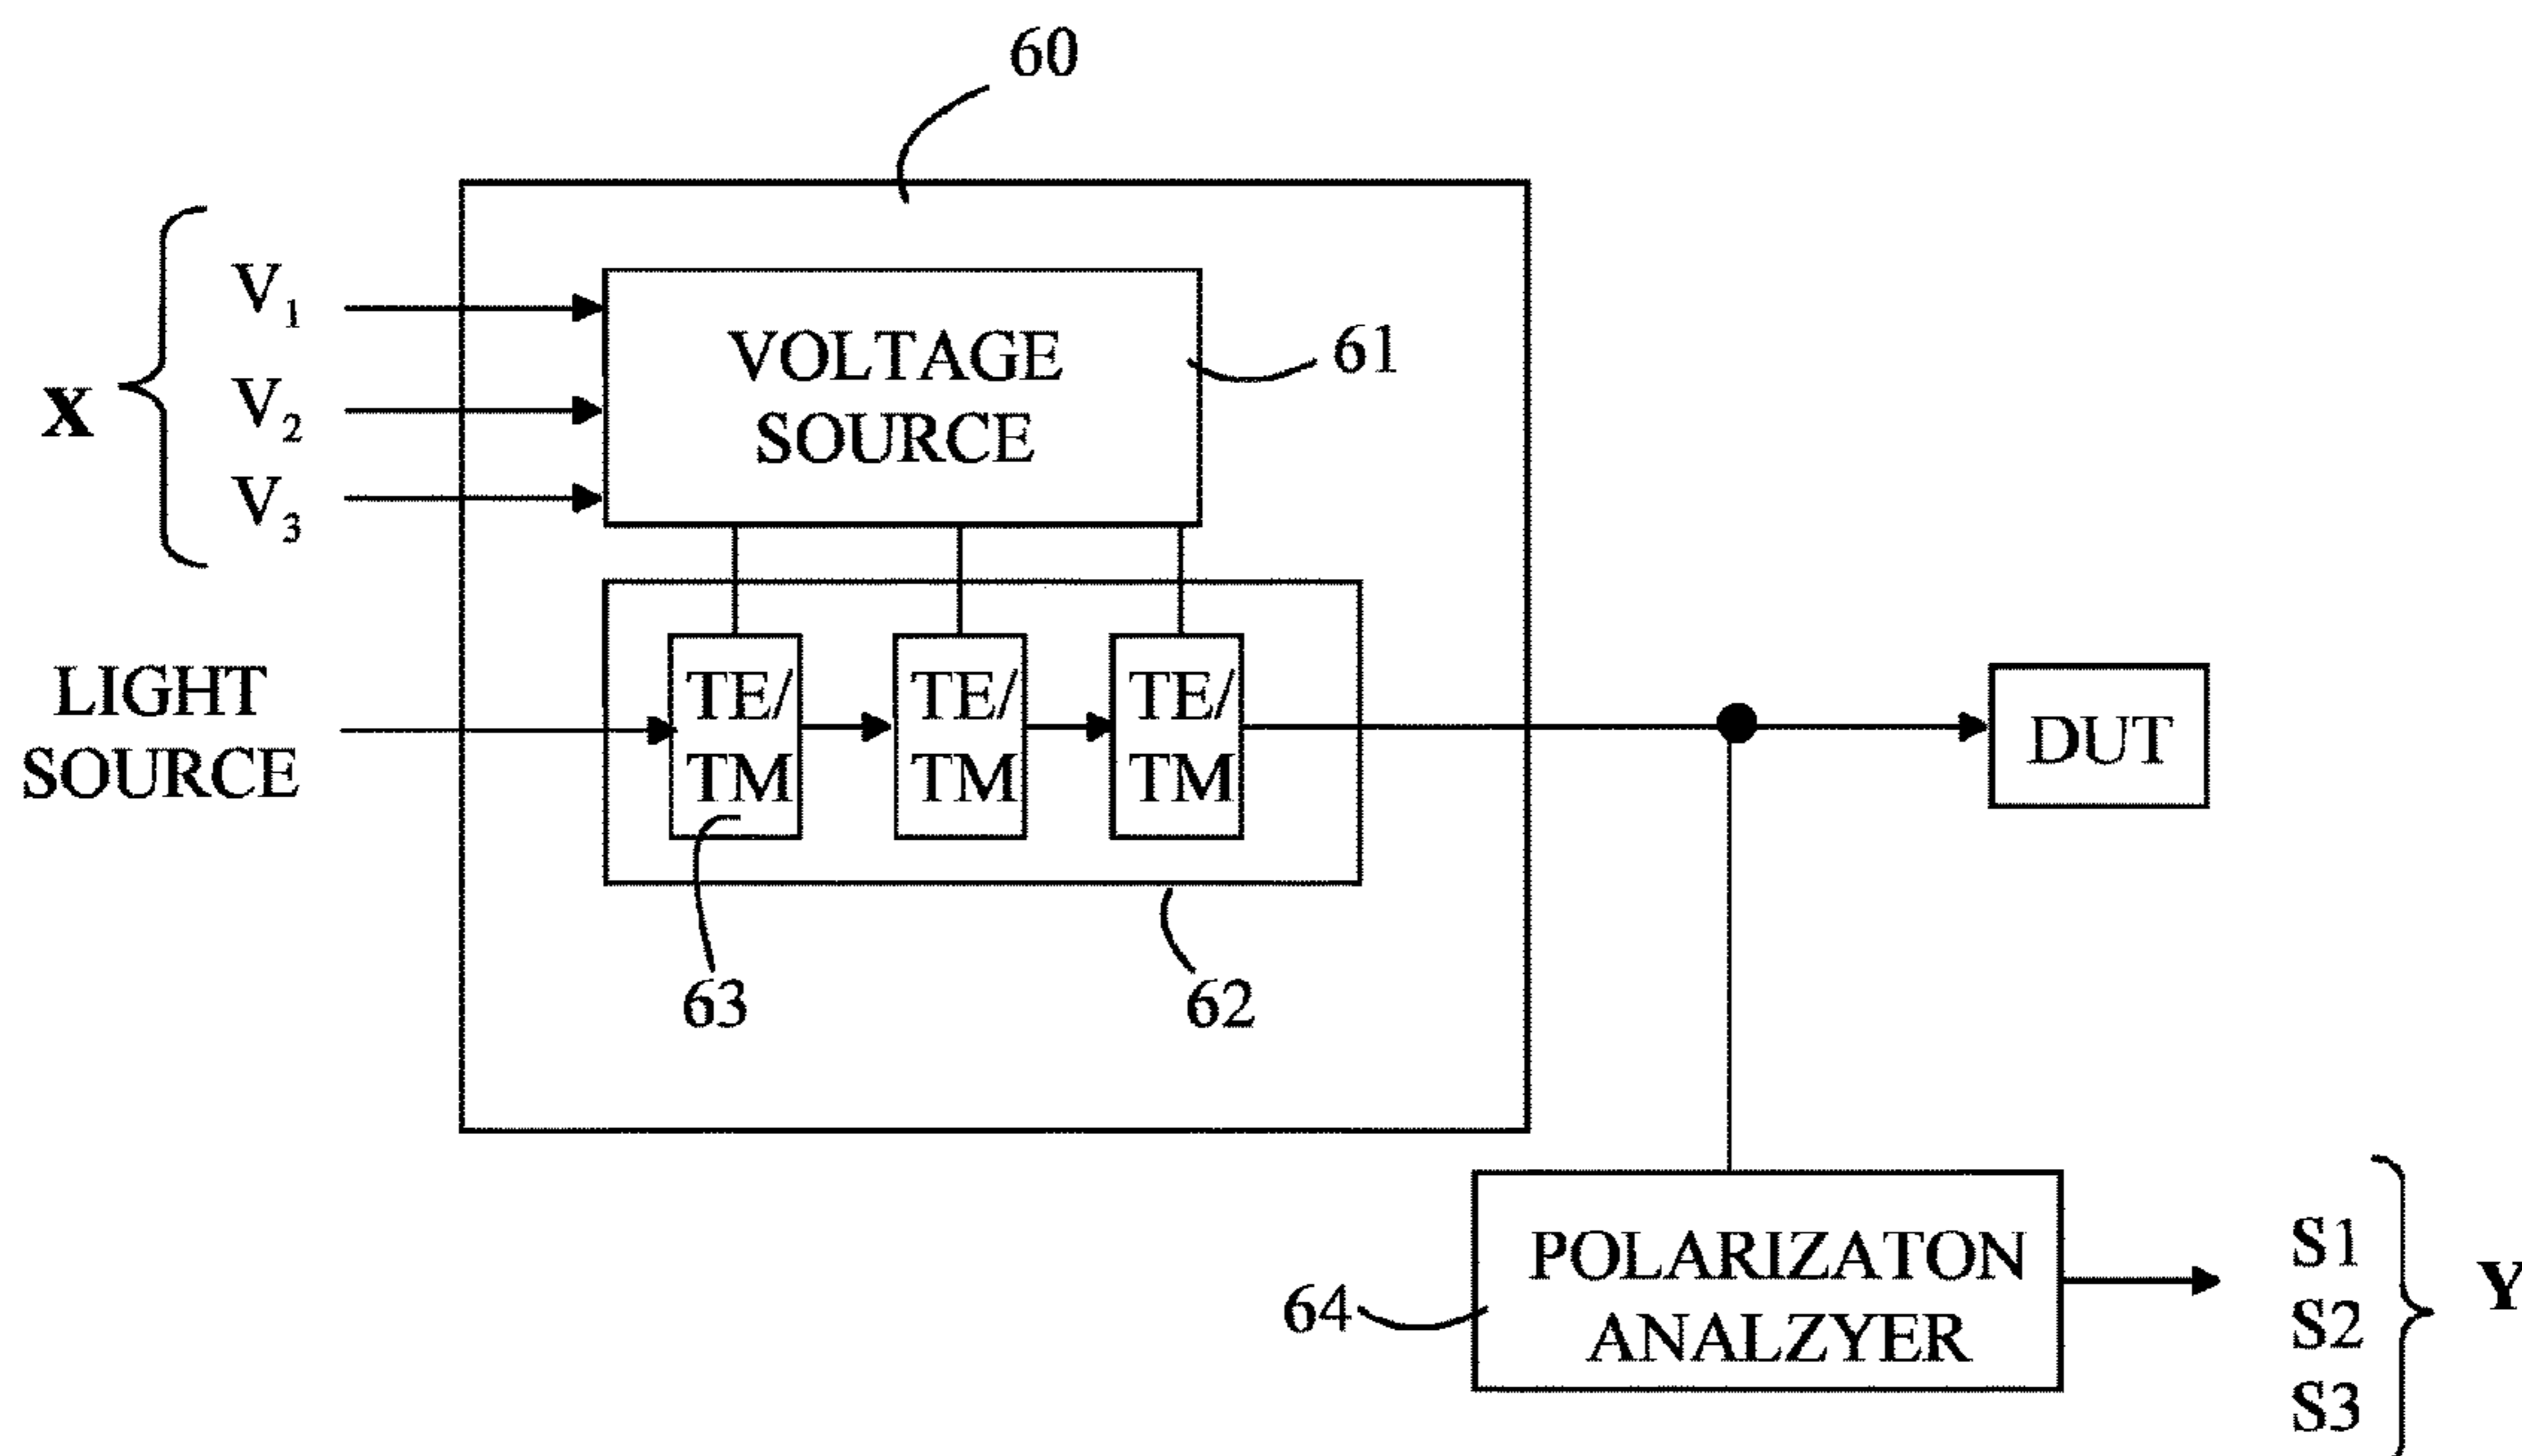 60
X
V1
V2
V3
VOLTAGE
SOURCE
61
LIGHT
SOURCE
TE/
TM
TE/
TM
TE/
TM
DUT
63
62
64
POLARIZATON
ANALZYER
S1
S2
S3
Y